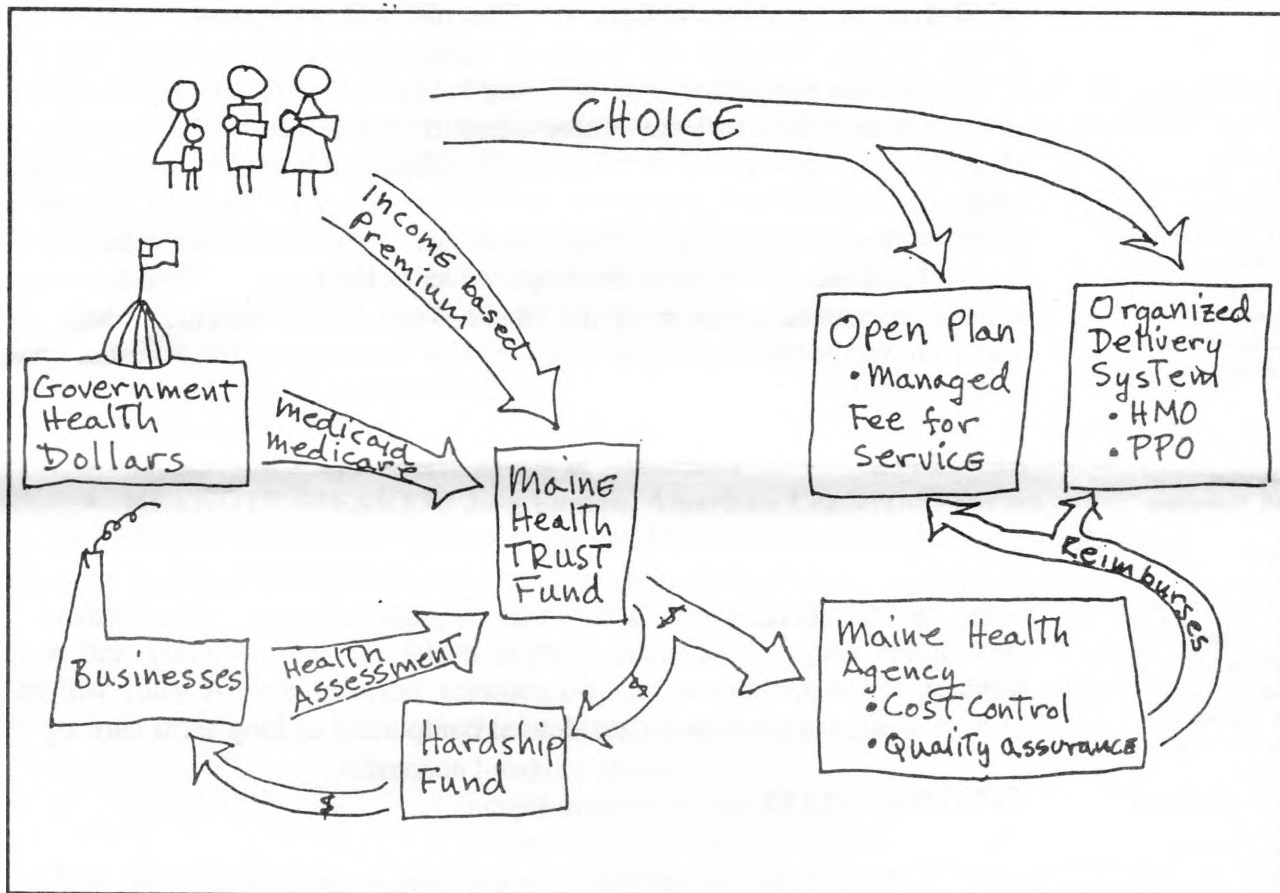 CHOICE
Income based
Premiums
Government
Health
Dollars
medicaid
medicare
Open Plan
• Managed
Fee for
Service
Organized
Delivery
System
• HMO
• PPO
Maine
Health
TRUST
Fund
Reimburses
Businesses
Health
Assessment
$
$
Maine Health
Agency
• Cost Control
• Quality assurance
Hardship
Fund
$